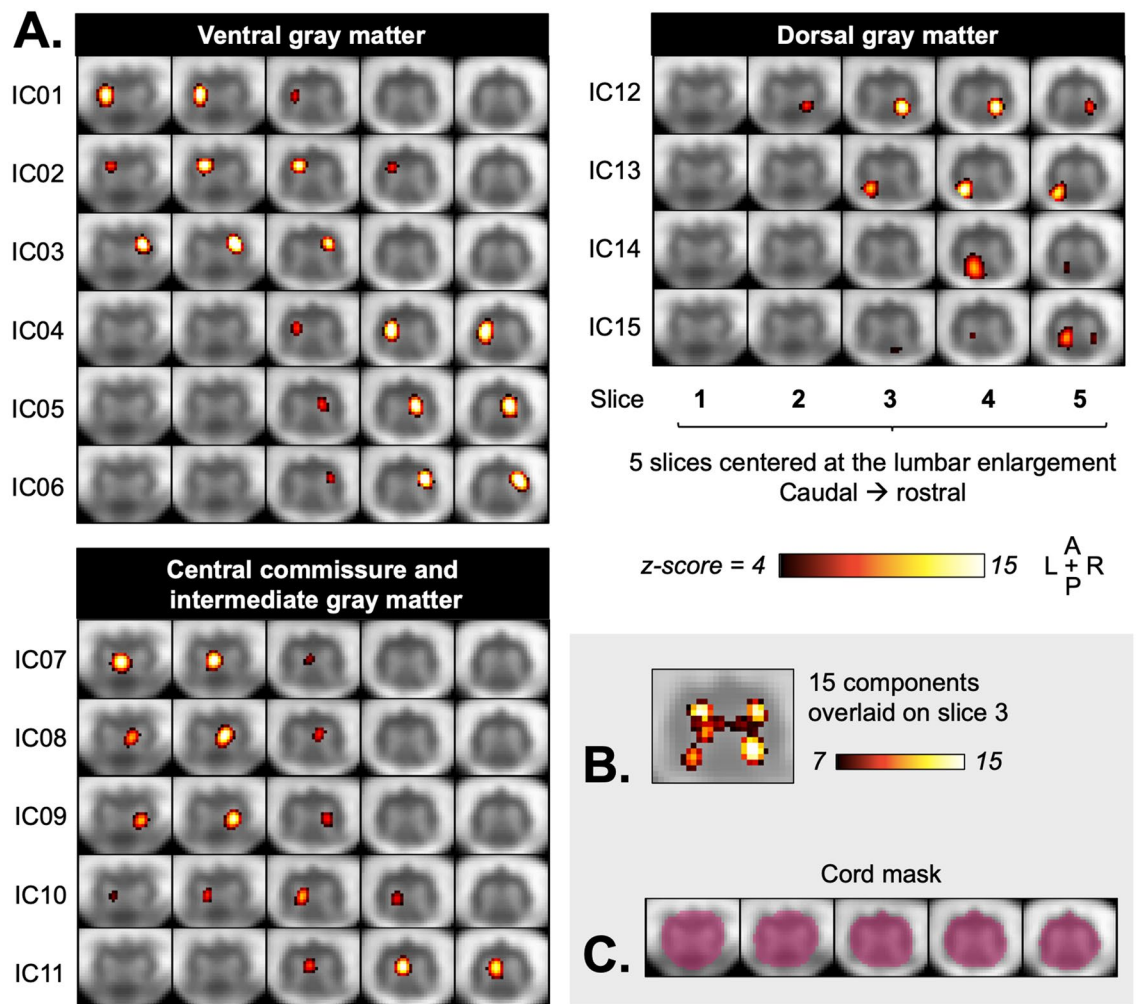 A.
Ventral gray matter
IC01
IC02
IC03
IC04
IC05
IC06
Central commissure and
intermediate gray matter
IC07
IC08
IC09
IC10
IC11
Dorsal gray matter
IC12
IC13
IC14
IC15
Slice 1 2 3 4 5
5 slices centered at the lumbar enlargement
Caudal → rostral
z-score = 4 15
A
L + R
P
B.
15 components
overlaid on slice 3
7 15
C.
Cord mask